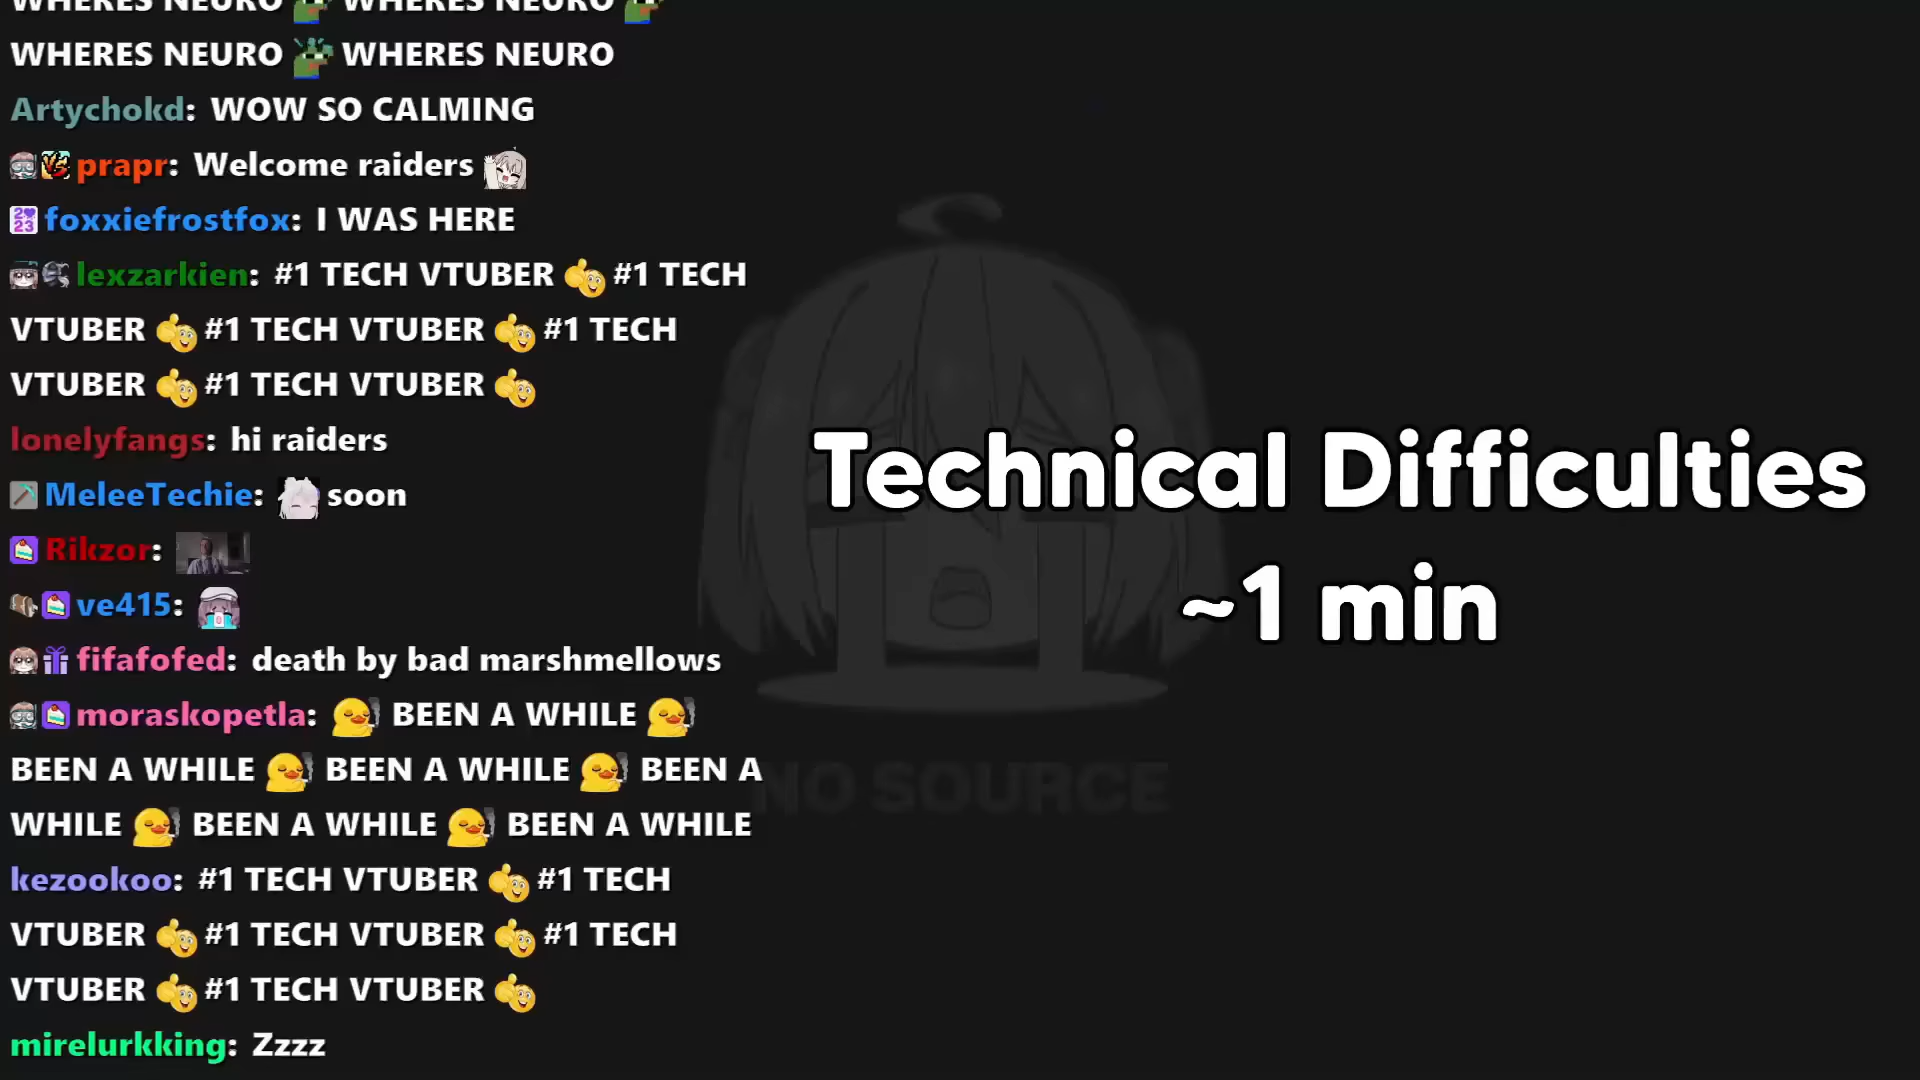 WHERES NEURO WHERES NEURO
WHERES NEURO WHERES NEURO
Artychokd: WOW SO CALMING
prapr: Welcome raiders
foxxiefrostfox: I WAS HERE
lexzarkien: #1 TECH VTUBER #1 TECH
VTUBER #1 TECH VTUBER #1 TECH
VTUBER #1 TECH VTUBER
lonelyfangs: hi raiders
MeleeTechie: soon
Rikzor:
ve415:
fifafofed: death by bad marshmellows
moraskopetla: BEEN A WHILE
BEEN A WHILE BEEN A WHILE BEEN A
WHILE BEEN A WHILE BEEN A WHILE
kezookoo: #1 TECH VTUBER #1 TECH
VTUBER #1 TECH VTUBER #1 TECH
VTUBER #1 TECH VTUBER
mirelurkking: Zzzz
Technical Difficulties
~1 min
NO SOURCE